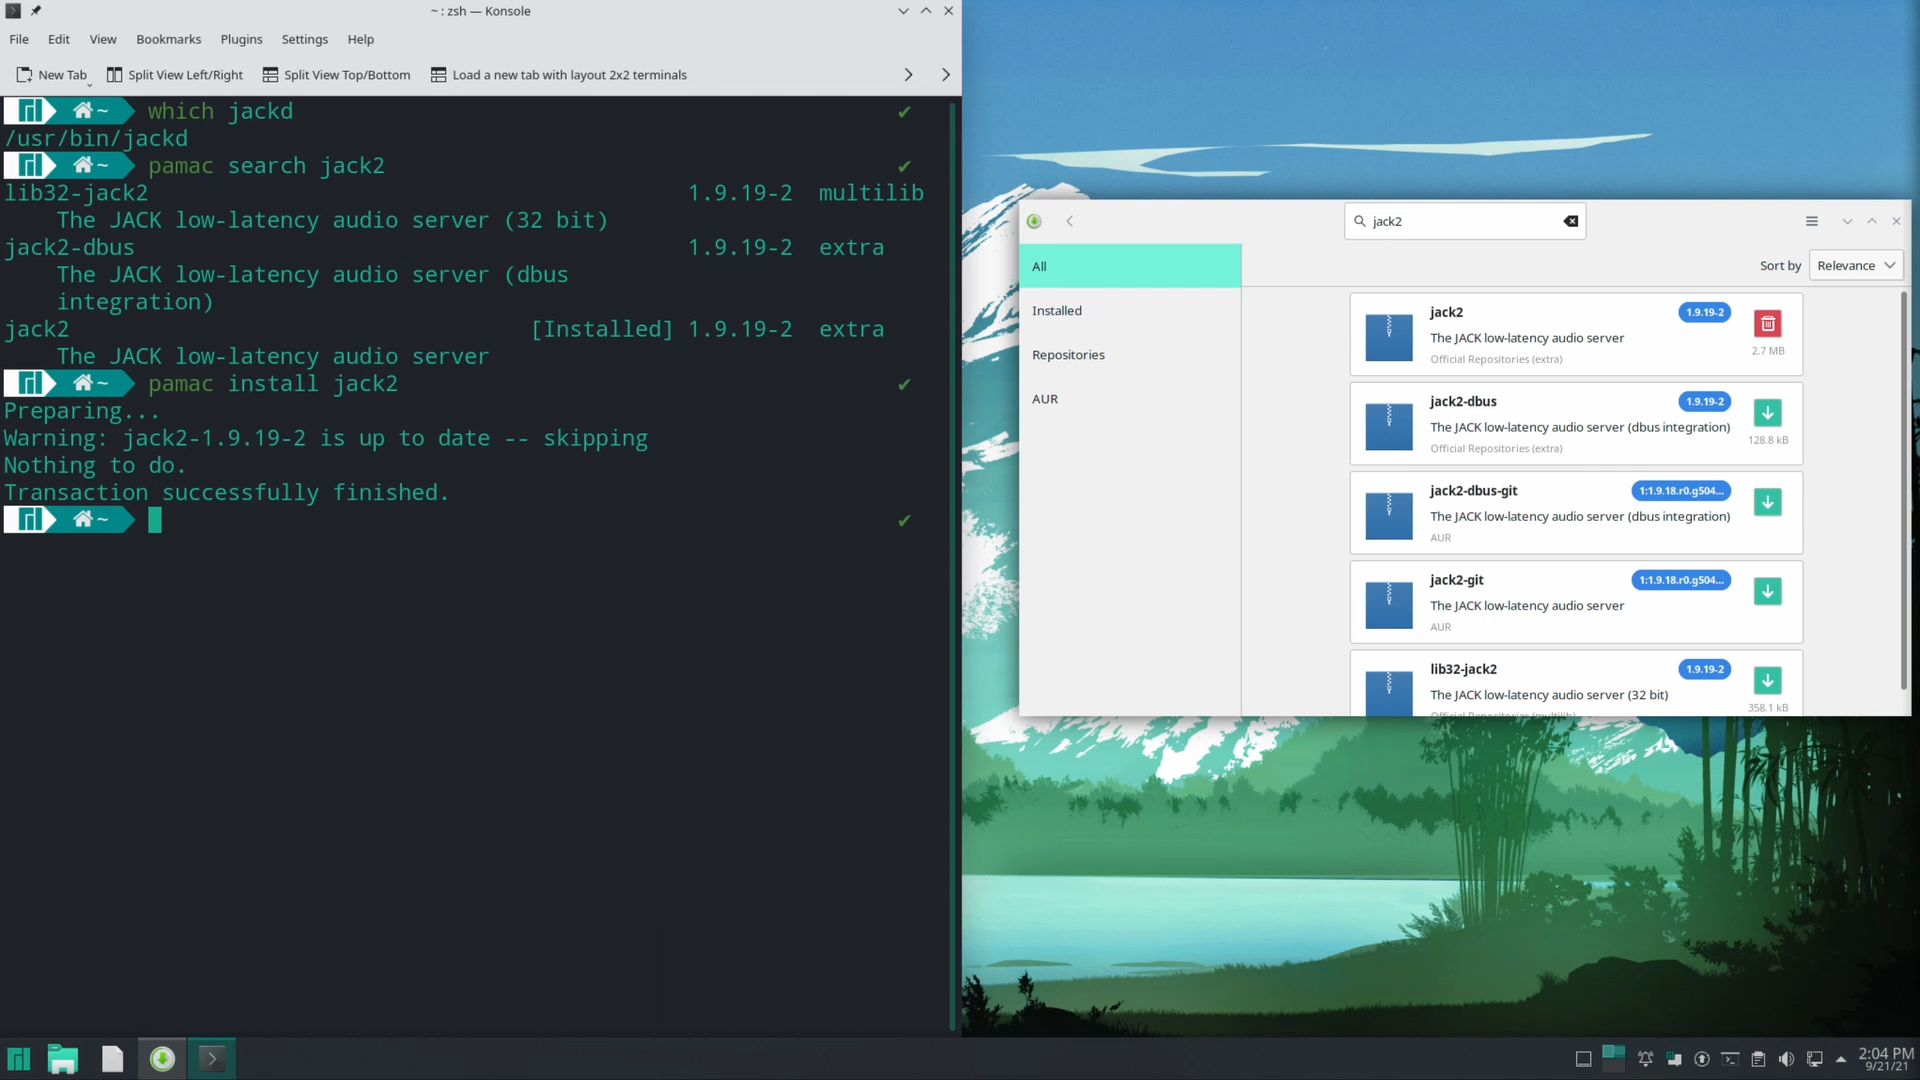 ~ : zsh — Konsole
File Edit View Bookmarks Plugins Settings Help
New Tab Split View Left/Right Split View Top/Bottom Load a new tab with layout 2x2 terminals
~ which jackd ✔
/usr/bin/jackd
~ pamac search jack2 ✔
lib32-jack2 1.9.19-2 multilib
The JACK low-latency audio server (32 bit)
jack2-dbus 1.9.19-2 extra
The JACK low-latency audio server (dbus
integration)
jack2 [Installed] 1.9.19-2 extra
The JACK low-latency audio server
~ pamac install jack2 ✔
Preparing...
Warning: jack2-1.9.19-2 is up to date -- skipping
Nothing to do.
Transaction successfully finished.
~ ✔
jack2
All
Installed
Repositories
AUR
Sort by Relevance
jack2 1.9.19-2
The JACK low-latency audio server
Official Repositories (extra)
2.7 MB
jack2-dbus 1.9.19-2
The JACK low-latency audio server (dbus integration)
Official Repositories (extra)
128.8 kB
jack2-dbus-git 1:1.9.18.r0.g504...
The JACK low-latency audio server (dbus integration)
AUR
jack2-git 1:1.9.18.r0.g504...
The JACK low-latency audio server
AUR
lib32-jack2 1.9.19-2
The JACK low-latency audio server (32 bit)
Official Repositories (multilib)
358.1 kB
2:04 PM
9/21/21